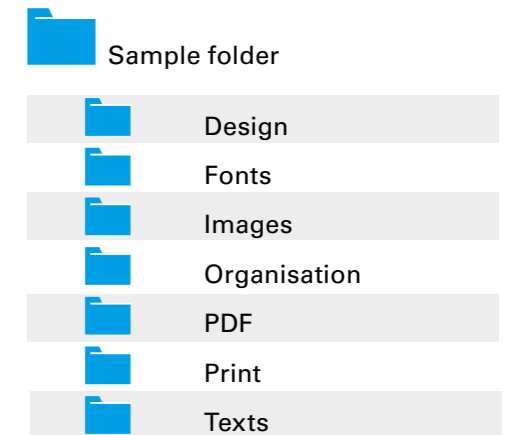 Sample folder
Design
Fonts
Images
Organisation
PDF
Print
Texts